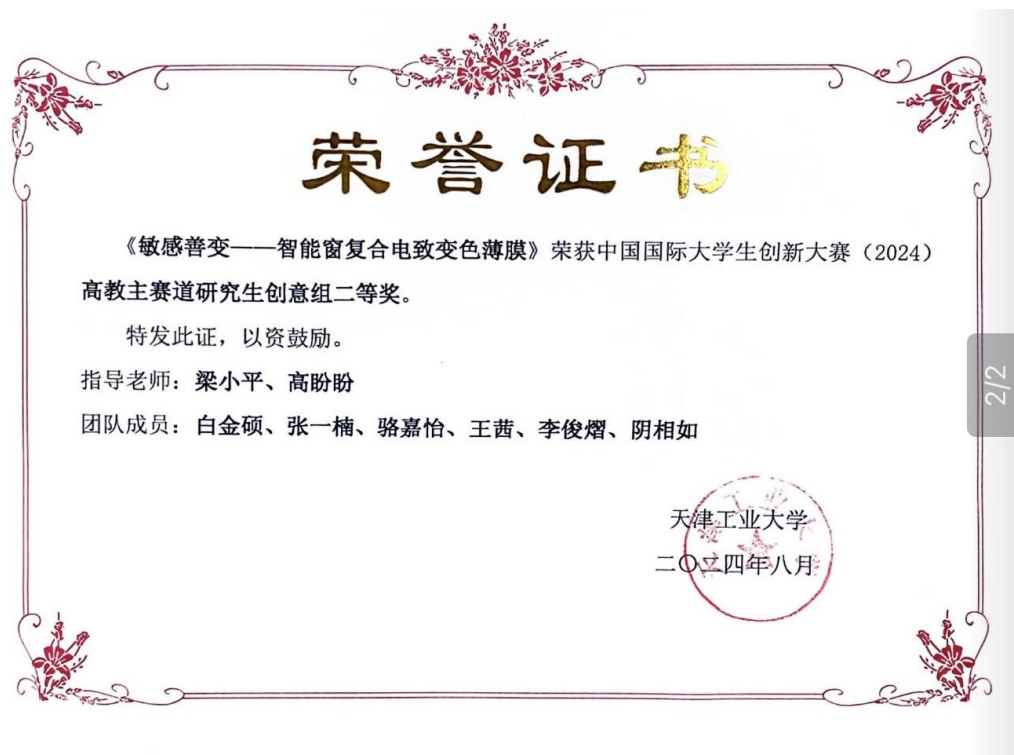 荣誉证书
《敏感善变——智能窗复合电致变色薄膜》荣获中国国际大学生创新大赛（2024）
高教主赛道研究生创意组二等奖。
特发此证，以资鼓励。
指导老师：梁小平、高盼盼
团队成员：白金硕、张一楠、骆嘉怡、王茜、李俊熠、阴相如
天津工业大学
二〇二四年八月
2/2